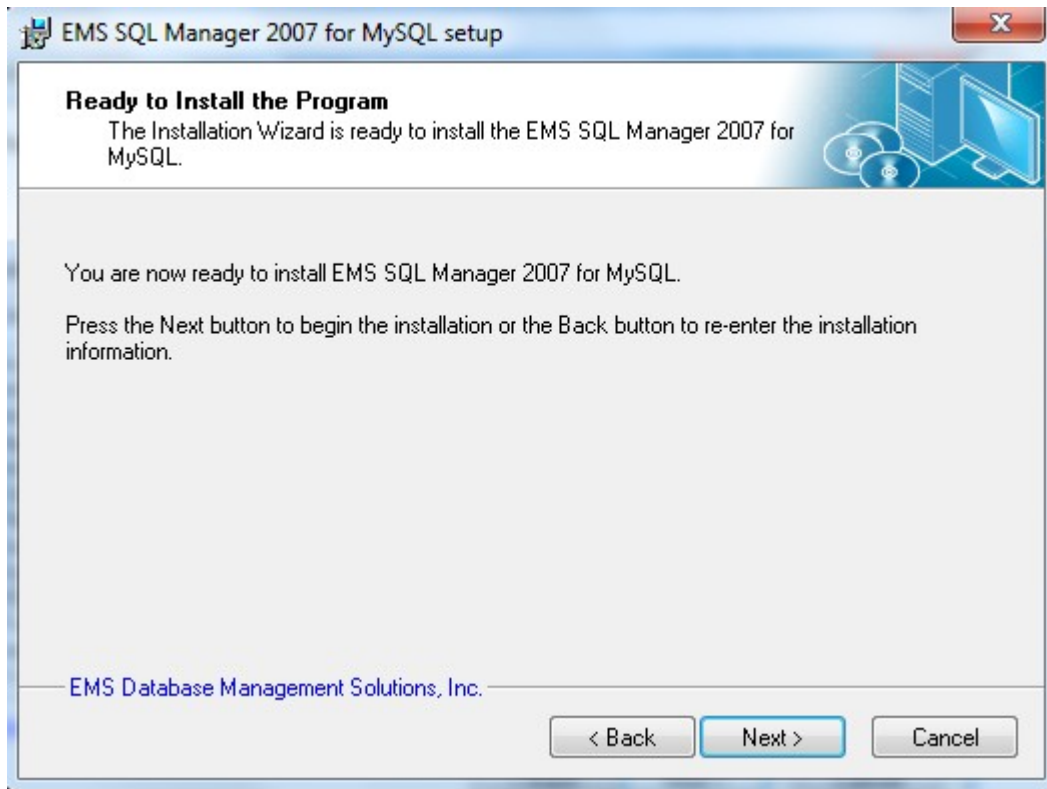 EMS SQL Manager 2007 for MySQL setup
X
Ready to Install the Program
The Installation Wizard is ready to install the EMS SQL Manager 2007 for
MySQL.
You are now ready to install EMS SQL Manager 2007 for MySQL.
Press the Next button to begin the installation or the Back button to re-enter the installation
information.
EMS Database Management Solutions, Inc.
< Back Next > Cancel